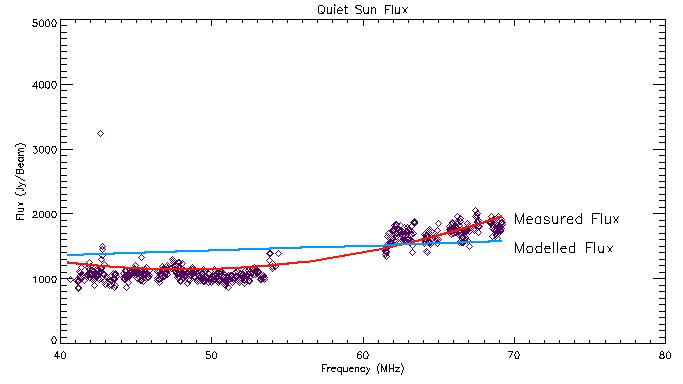 Quiet Sun Flux
5000
4000
3000
2000
1000
0
Flux (Jy/Beam)
Measured Flux
Modelled Flux
40 50 60 70 80
Frequency (MHz)